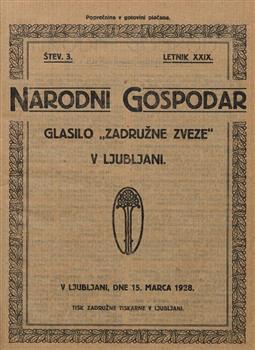 Poprečnina v gotovini plačana.
ŠTEV. 3. LETNIK XXIX.
NARODNI GOSPODAR
GLASILO „ZADRUŽNE ZVEZE"
V LJUBLJANI.
V LJUBLJANI, DNE 15. MARCA 1928.
TISK ZADRUŽNE TISKARNE V LJUBLJANI.